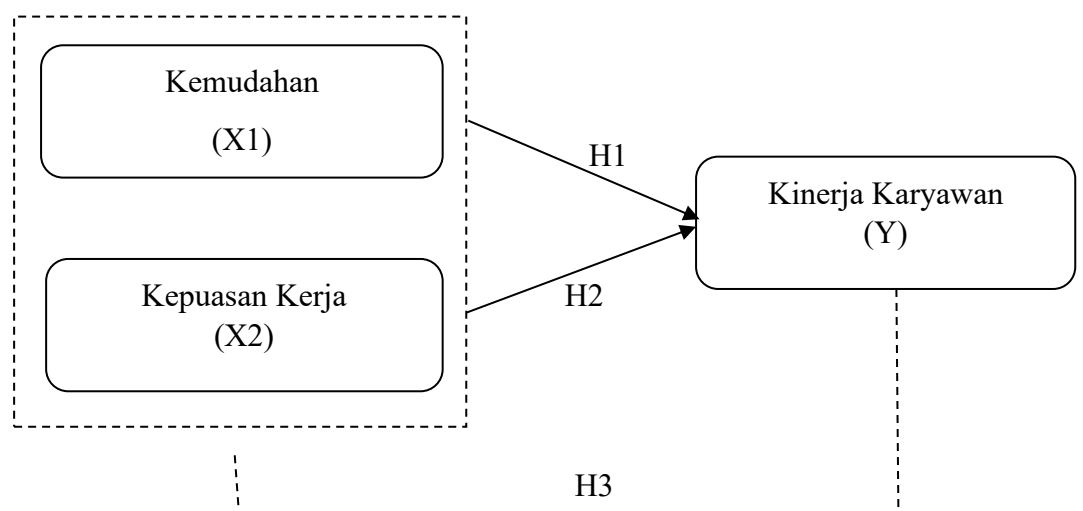 Kemudahan
(X1)
H1
Kinerja Karyawan
(Y)
Kepuasan Kerja
(X2)
H2
H3